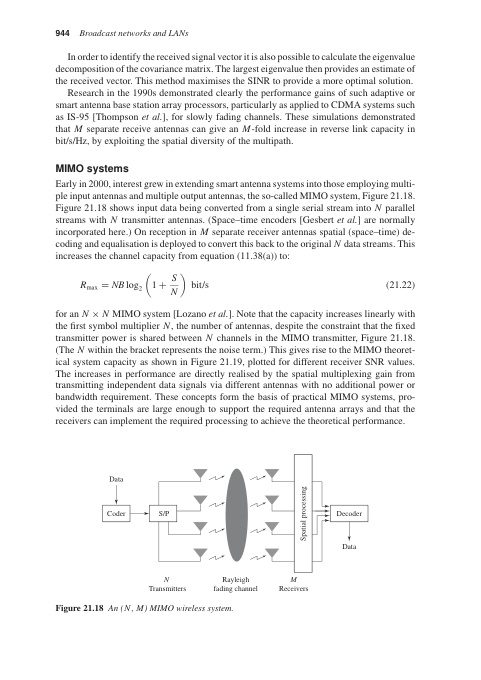 944 Broadcast networks and LANs
In order to identify the received signal vector it is also possible to calculate the eigenvalue
decomposition of the covariance matrix. The largest eigenvalue then provides an estimate of
the received vector. This method maximises the SINR to provide a more optimal solution.
Research in the 1990s demonstrated clearly the performance gains of such adaptive or
smart antenna base station array processors, particularly as applied to CDMA systems such
as IS-95 [Thompson et al.], for slowly fading channels. These simulations demonstrated
that M separate receive antennas can give an M-fold increase in reverse link capacity in
bit/s/Hz, by exploiting the spatial diversity of the multipath.
MIMO systems
Early in 2000, interest grew in extending smart antenna systems into those employing multi-
ple input antennas and multiple output antennas, the so-called MIMO system, Figure 21.18.
Figure 21.18 shows input data being converted from a single serial stream into N parallel
streams with N transmitter antennas. (Space–time encoders [Gesbert et al.] are normally
incorporated here.) On reception in M separate receiver antennas spatial (space–time) de-
coding and equalisation is deployed to convert this back to the original N data streams. This
increases the channel capacity from equation (11.38(a)) to:
R_max = NB log₂ (1 + S/N) bit/s (21.22)
for an N × N MIMO system [Lozano et al.]. Note that the capacity increases linearly with
the first symbol multiplier N, the number of antennas, despite the constraint that the fixed
transmitter power is shared between N channels in the MIMO transmitter, Figure 21.18.
(The N within the bracket represents the noise term.) This gives rise to the MIMO theoret-
ical system capacity as shown in Figure 21.19, plotted for different receiver SNR values.
The increases in performance are directly realised by the spatial multiplexing gain from
transmitting independent data signals via different antennas with no additional power or
bandwidth requirement. These concepts form the basis of practical MIMO systems, pro-
vided the terminals are large enough to support the required antenna arrays and that the
receivers can implement the required processing to achieve the theoretical performance.
Data
Coder
S/P
Spatial processing
Decoder
Data
N
Transmitters
Rayleigh
fading channel
M
Receivers
Figure 21.18 An (N, M) MIMO wireless system.